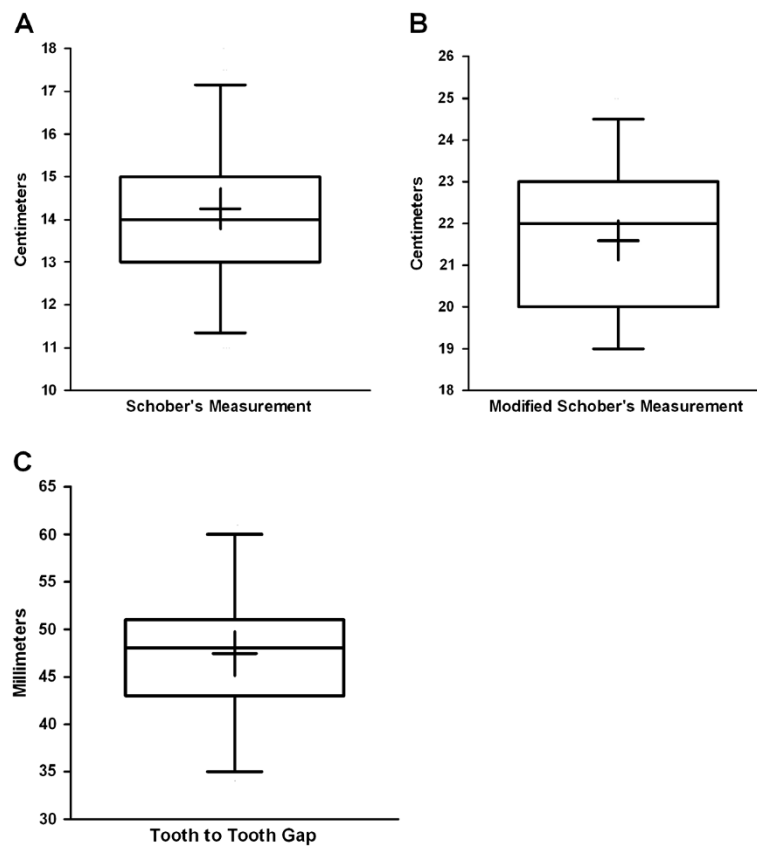 A
18
17
16
15
14
13
12
11
10
Centimeters
Schober's Measurement
B
26
25
24
23
22
21
20
19
18
Centimeters
Modified Schober's Measurement
C
65
60
55
50
45
40
35
30
Millimeters
Tooth to Tooth Gap